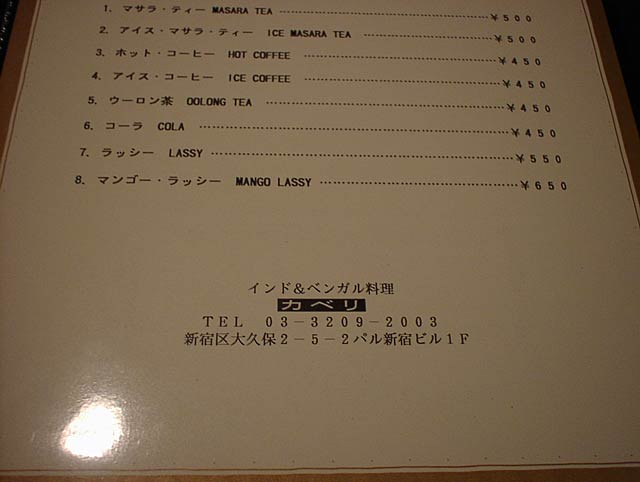 1. マサラ・ティー MASARA TEA ¥500
2. アイス・マサラ・ティー ICE MASARA TEA ¥500
3. ホット・コーヒー HOT COFFEE ¥450
4. アイス・コーヒー ICE COFFEE ¥450
5. ウーロン茶 OOLONG TEA ¥450
6. コーラ COLA ¥450
7. ラッシー LASSY ¥550
8. マンゴー・ラッシー MANGO LASSY ¥650
インド&ベンガル料理
カベリ
TEL 03-3209-2003
新宿区大久保2-5-2パル新宿ビル1F